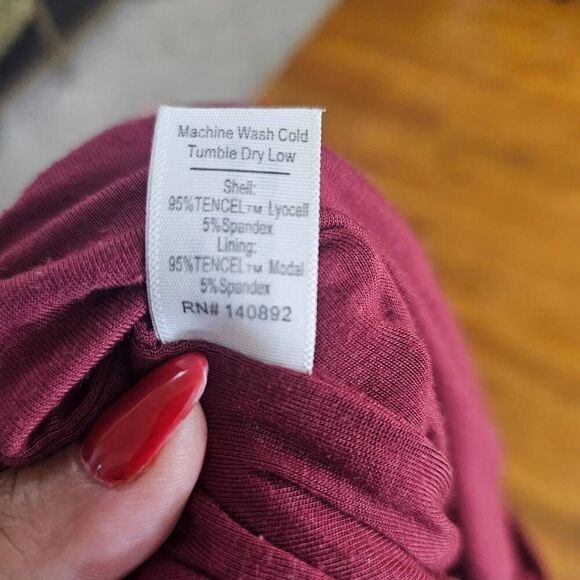 Machine Wash Cold
Tumble Dry Low
Shell:
95%TENCEL™ Lyocell
5%Spandex
Lining:
95%TENCEL™ Modal
5%Spandex
RN# 140892